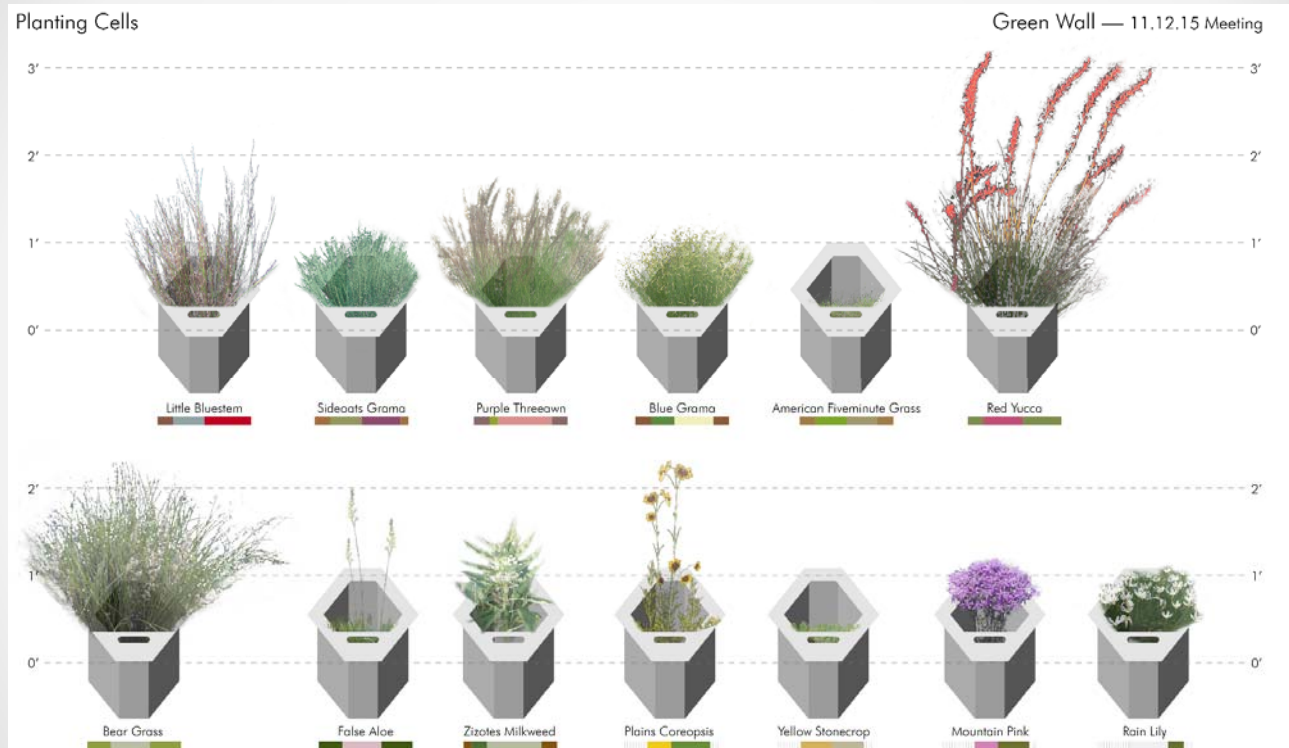 Planting Cells
Green Wall — 11.12.15 Meeting
3' 3'
2' 2'
1' 1'
0' 0'
Little Bluestem Sideoats Grama Purple Threeawn Blue Grama American Fiveminute Grass Red Yucca
2' 2'
1' 1'
0' 0'
Bear Grass False Aloe Zizotes Milkweed Plains Coreopsis Yellow Stonecrop Mountain Pink Rain Lily